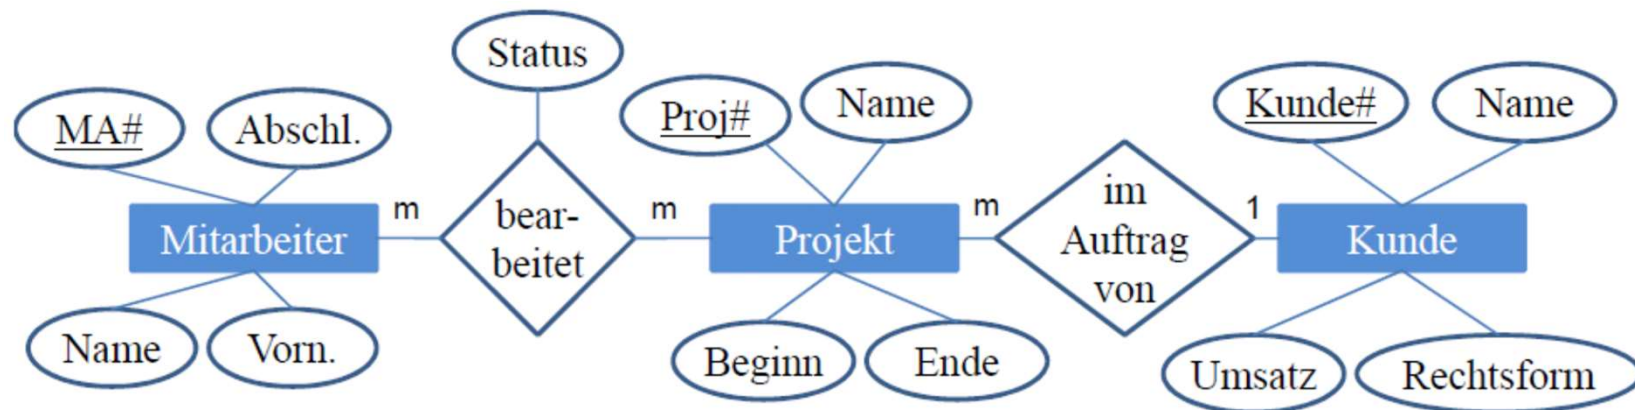 Status
MA#
Abschl.
Proj#
Name
Kunde#
Name
Mitarbeiter
m
bear-
beitet
m
Projekt
m
im
Auftrag
von
1
Kunde
Name
Vorn.
Beginn
Ende
Umsatz
Rechtsform